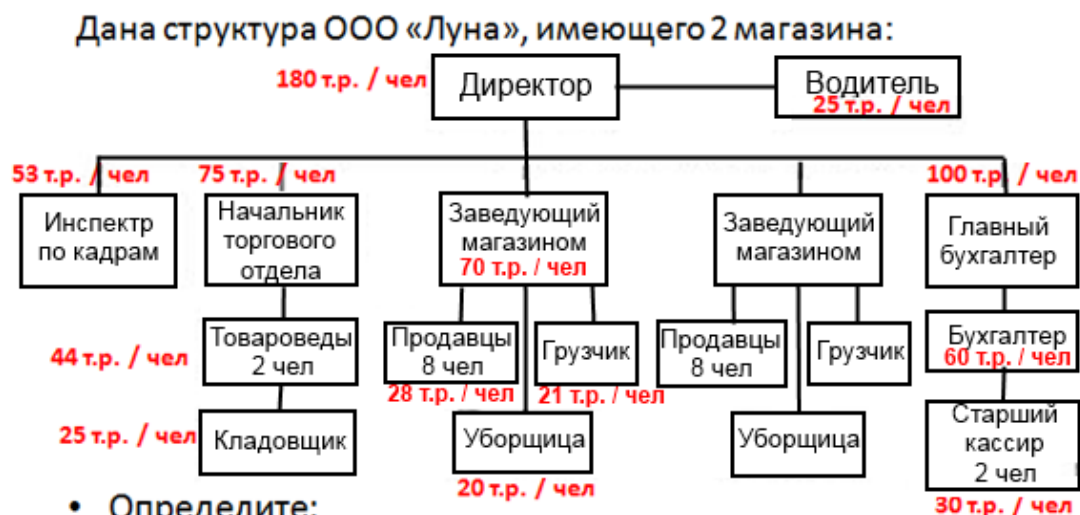 Дана структура ООО «Луна», имеющего 2 магазина:
180 т.р. / чел
Директор
Водитель
25 т.р. / чел
53 т.р. / чел
75 т.р. / чел
100 т.р. / чел
Инспектр
по кадрам
Начальник
торгового
отдела
Заведующий
магазином
70 т.р. / чел
Заведующий
магазином
Главный
бухгалтер
44 т.р. / чел
Товароведы
2 чел
Продавцы
8 чел
28 т.р. / чел
Грузчик
21 т.р. / чел
Продавцы
8 чел
Грузчик
Бухгалтер
60 т.р. / чел
25 т.р. / чел
Кладовщик
Уборщица
20 т.р. / чел
Уборщица
Старший
кассир
2 чел
30 т.р. / чел
• Определите: